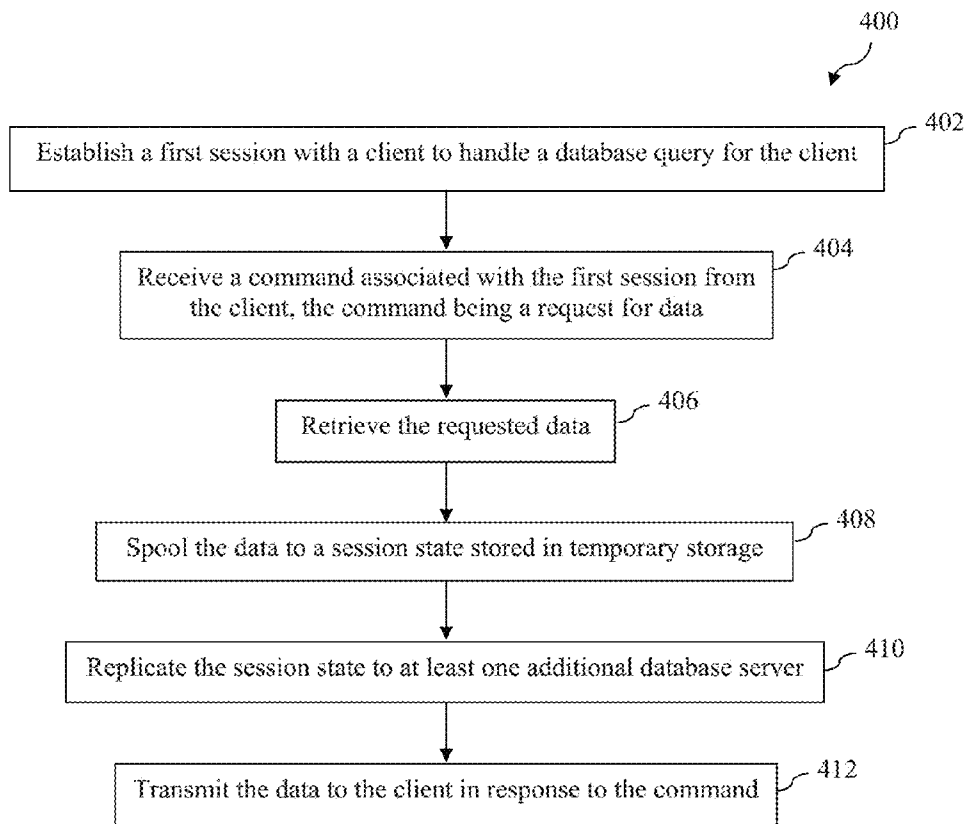 400
402
Establish a first session with a client to handle a database query for the client
404
Receive a command associated with the first session from
the client, the command being a request for data
406
Retrieve the requested data
408
Spool the data to a session state stored in temporary storage
410
Replicate the session state to at least one additional database server
412
Transmit the data to the client in response to the command